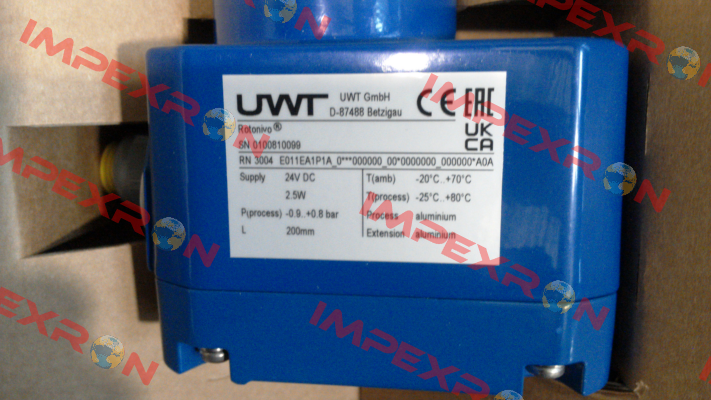 UWT UWT GmbH
D-87488 Betzigau
CE EAC
UK
CA
Rotonivo®
SN 0100810099
RN 3004 E011EA1P1A_0***000000_00*0000000_000000*A0A
Supply 24V DC T(amb) -20°C..+70°C
2.5W T(process) -25°C..+80°C
P(process) -0.9..+0.8 bar Process aluminium
L 200mm Extension aluminium
IMPEXRON
IMPEXRON
IMPEXRON
IMPEXRON
IMPEXRON
IMPEXRON